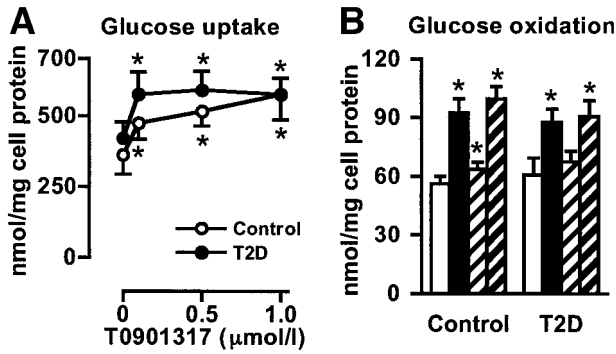 A Glucose uptake
nmol/mg cell protein
700
500
250
0
* * *
* * *
Control
T2D
0 0.5 1.0
T0901317 (μmol/l)
B Glucose oxidation
nmol/mg cell protein
120
90
60
30
0
* * * * *
Control T2D